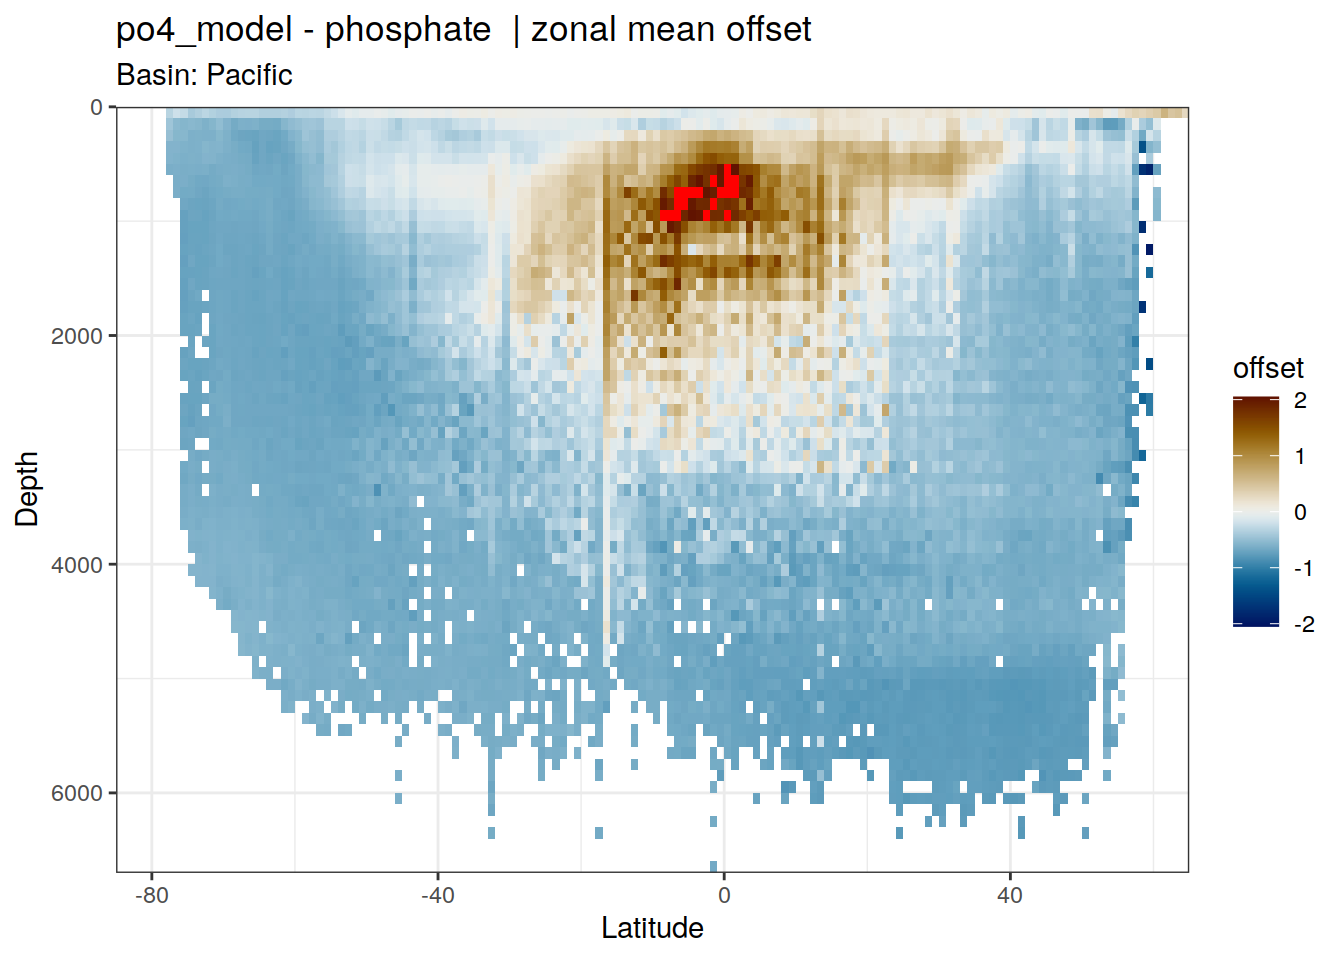 po4_model - phosphate  | zonal mean offset
Basin: Pacific
0
2000
4000
6000
Depth
-80
-40
0
40
Latitude
offset
2
1
0
-1
-2